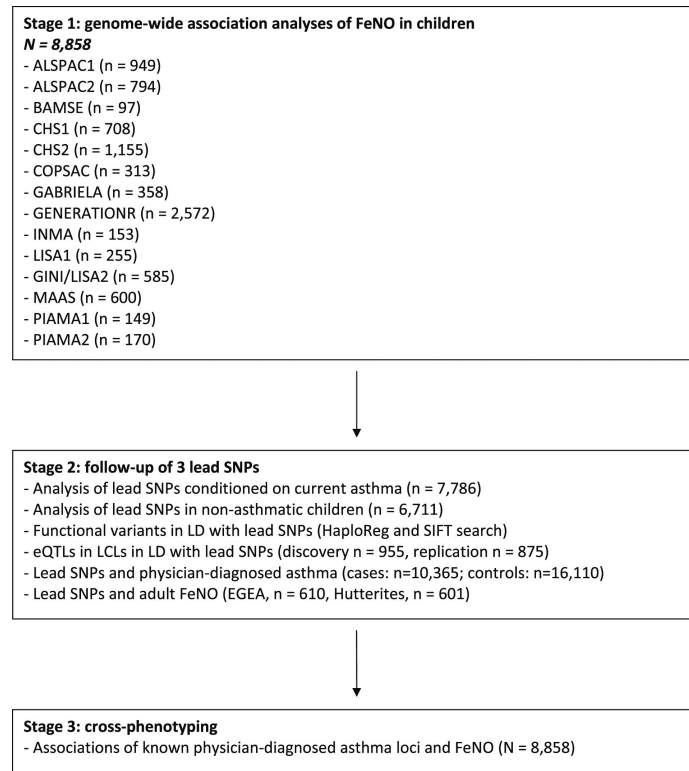 Stage 1: genome-wide association analyses of FeNO in children
N = 8,858
- ALSPAC1 (n = 949)
- ALSPAC2 (n = 794)
- BAMSE (n = 97)
- CHS1 (n = 708)
- CHS2 (n = 1,155)
- COPSAC (n = 313)
- GABRIELA (n = 358)
- GENERATIONR (n = 2,572)
- INMA (n = 153)
- LISA1 (n = 255)
- GINI/LISA2 (n = 585)
- MAAS (n = 600)
- PIAMA1 (n = 149)
- PIAMA2 (n = 170)
Stage 2: follow-up of 3 lead SNPs
- Analysis of lead SNPs conditioned on current asthma (n = 7,786)
- Analysis of lead SNPs in non-asthmatic children (n = 6,711)
- Functional variants in LD with lead SNPs (HaploReg and SIFT search)
- eQTLs in LCLs in LD with lead SNPs (discovery n = 955, replication n = 875)
- Lead SNPs and physician-diagnosed asthma (cases: n=10,365; controls: n=16,110)
- Lead SNPs and adult FeNO (EGEA, n = 610, Hutterites, n = 601)
Stage 3: cross-phenotyping
- Associations of known physician-diagnosed asthma loci and FeNO (N = 8,858)